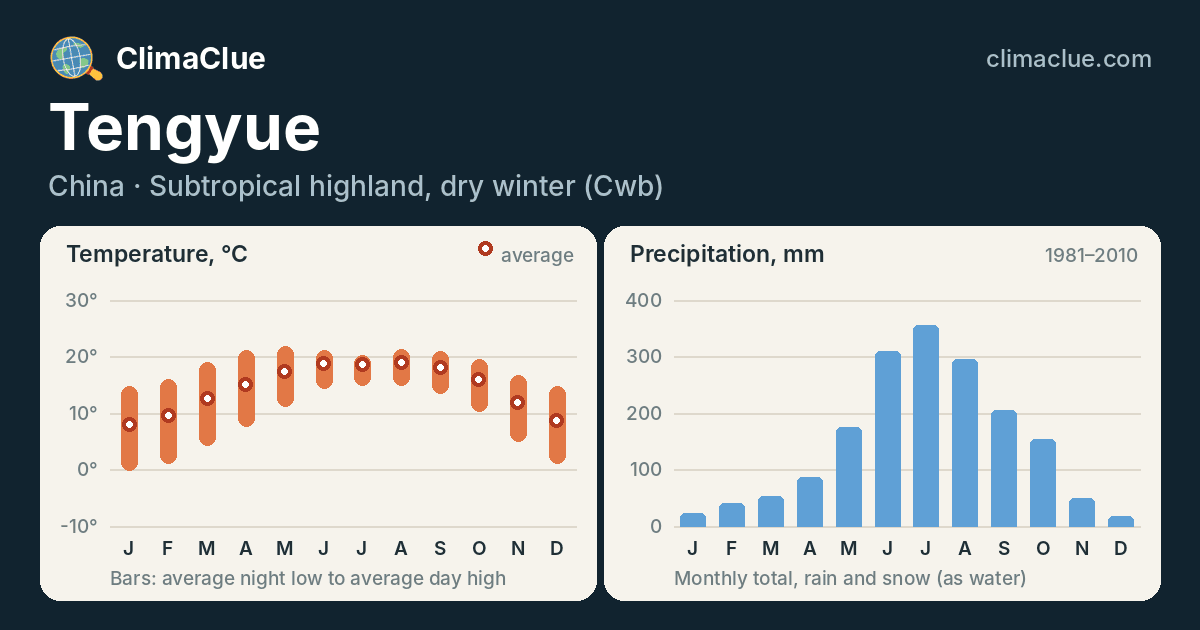 ClimaClue
climaclue.com
Tengyue
China · Subtropical highland, dry winter (Cwb)
Temperature, °C
average
30°
20°
10°
0°
-10°
J F M A M J J A S O N D
Bars: average night low to average day high
Precipitation, mm
1981–2010
400
300
200
100
0
J F M A M J J A S O N D
Monthly total, rain and snow (as water)